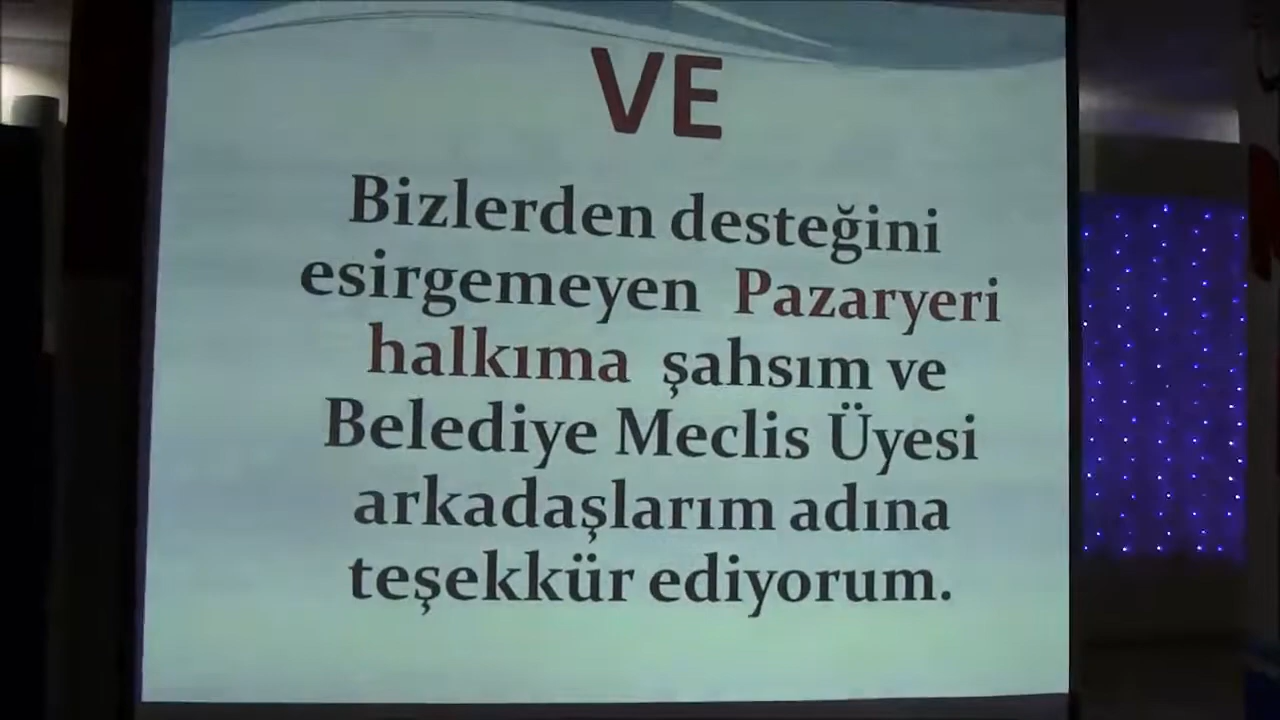 VE
Bizlerden desteğini
esirgemeyen Pazaryeri
halkıma şahsım ve
Belediye Meclis Üyesi
arkadaşlarım adına
teşekkür ediyorum.